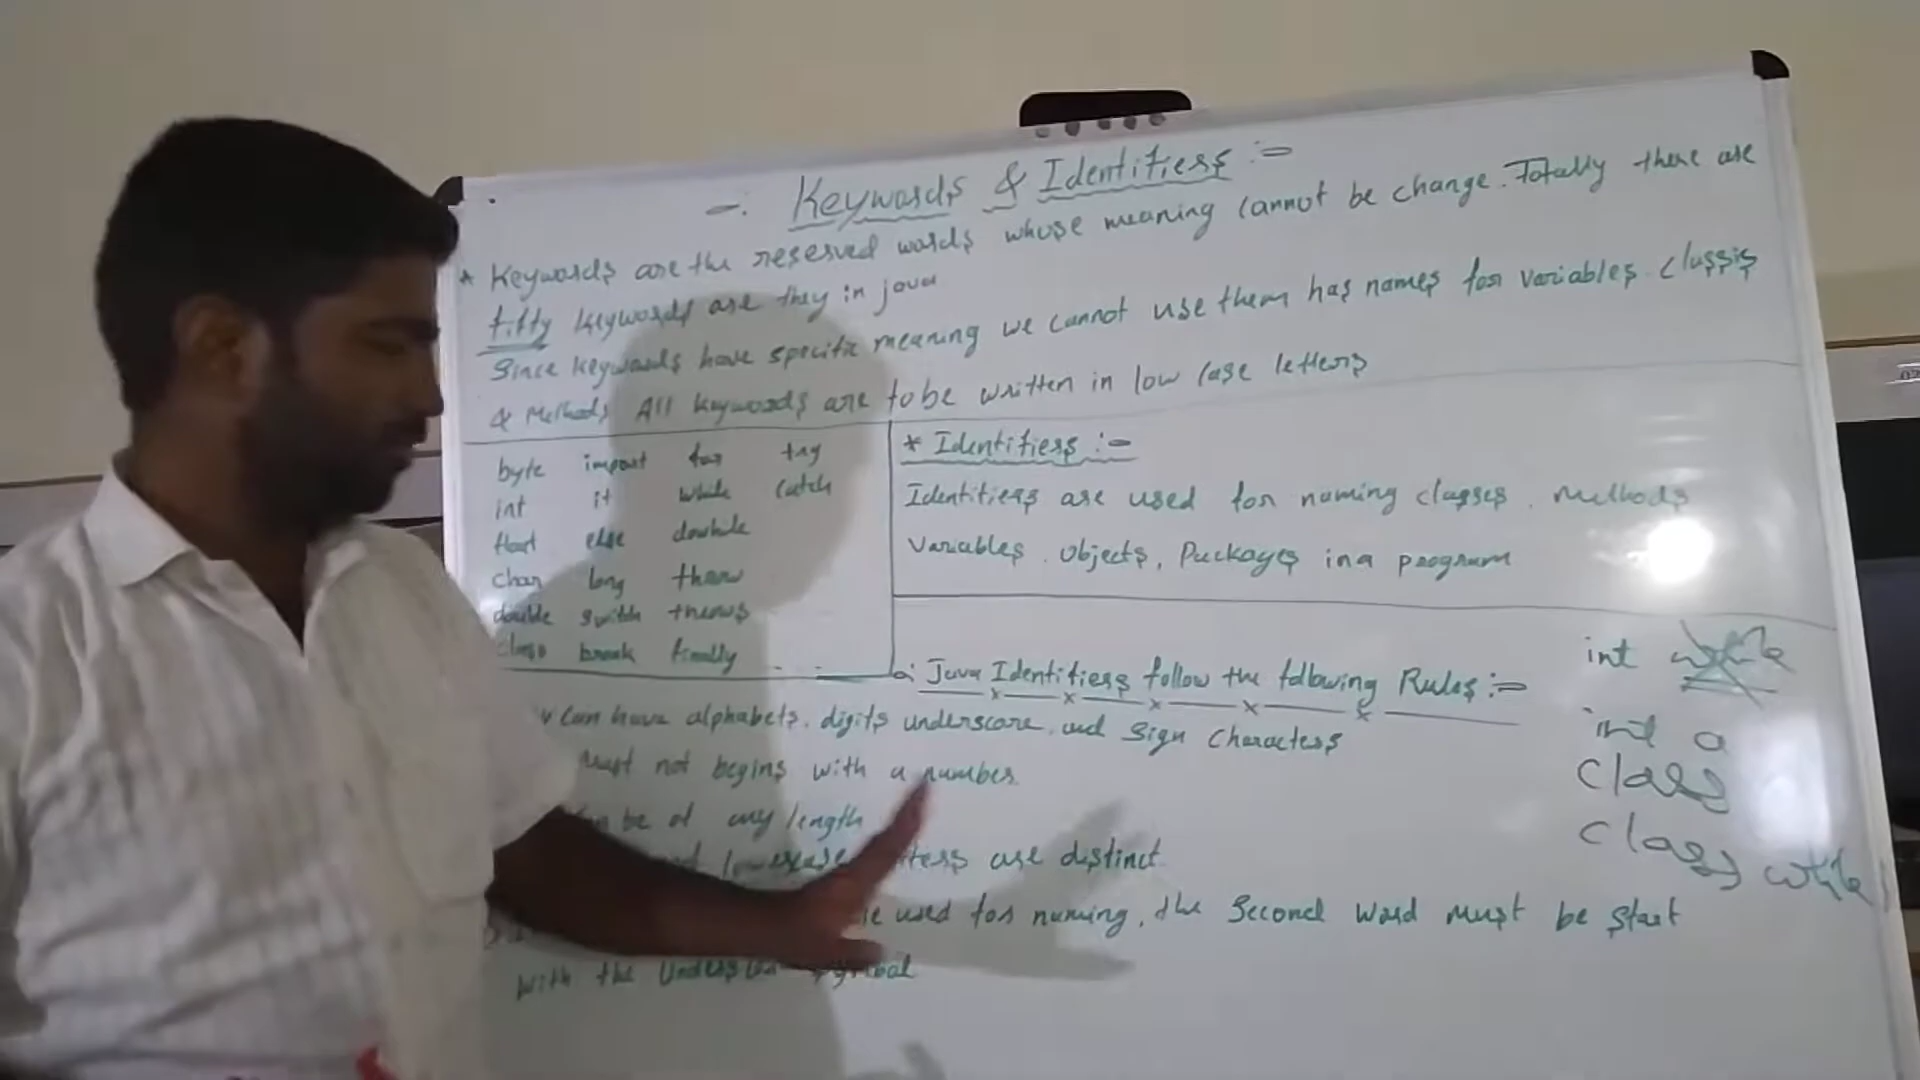 -: Keywords & Identifiers :-
* Keywords are the reserved words whose meaning cannot be change. Totally there are
fifty keywords are they in java
Since keywords have specific meaning we cannot use them has names for variables. classis
& Methods. All keywords are to be written in low case letters
byte import for try
int if while catch
float else dowhile
char long throw
double switch throws
class break finally
* Identifiers :-
Identifiers are used for naming classes. Methods
Variables. Objects, Packages in a program
Java Identifiers follow the following Rules :-
can have alphabets. digits underscore. and Sign characters
Must not begins with a number.
be of any length
lowercase are distinct
used for naming, the Second Word must be start
with the Underscore symbol
int while
int a
class
class while